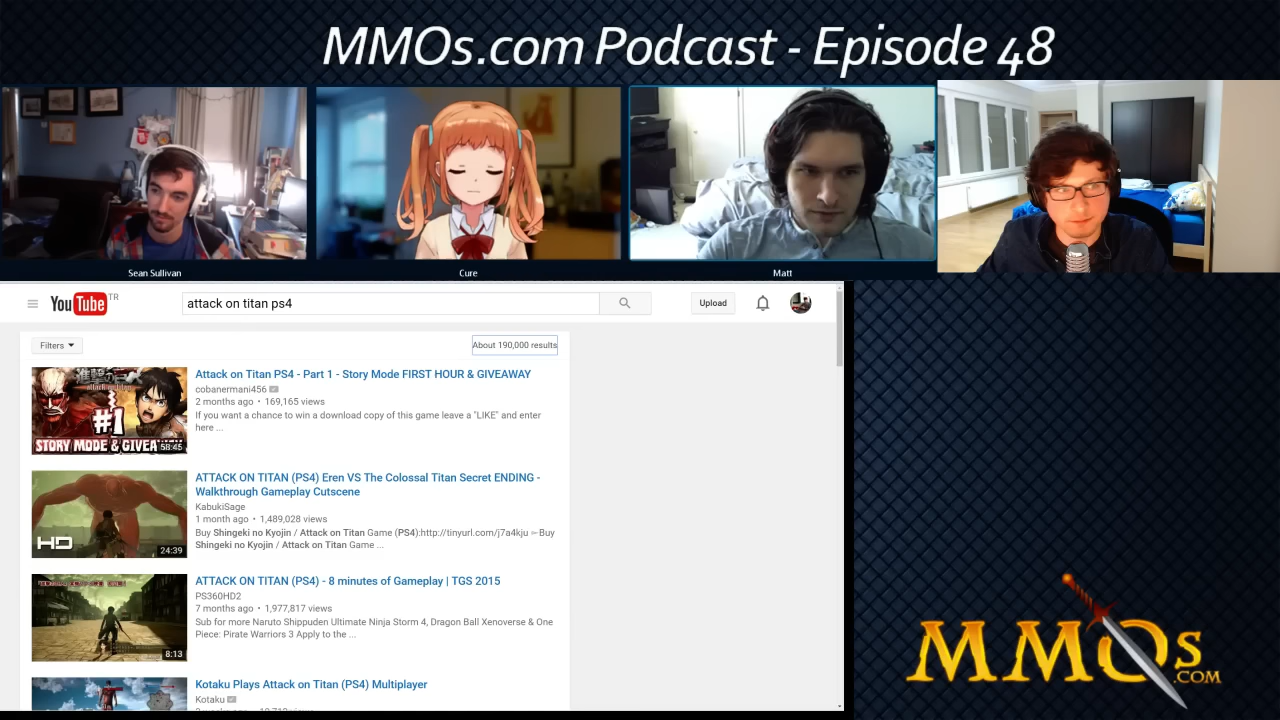 MMOs.com Podcast - Episode 48
Sean Sullivan
Cure
Matt
YouTube TR
attack on titan ps4
Upload
Filters
About 190,000 results
attack on titan
#1
STORY MODE & GIVEA
58:45
Attack on Titan PS4 - Part 1 - Story Mode FIRST HOUR & GIVEAWAY
cobanermani456
2 months ago • 169,165 views
If you want a chance to win a download copy of this game leave a "LIKE" and enter
here ...
HD
24:39
ATTACK ON TITAN (PS4) Eren VS The Colossal Titan Secret ENDING -
Walkthrough Gameplay Cutscene
KabukiSage
1 month ago • 1,489,028 views
Buy Shingeki no Kyojin / Attack on Titan Game (PS4):http://tinyurl.com/j7a4kju ➣Buy
Shingeki no Kyojin / Attack on Titan Game ...
8:13
ATTACK ON TITAN (PS4) - 8 minutes of Gameplay | TGS 2015
PS360HD2
7 months ago • 1,977,817 views
Sub for more Naruto Shippuden Ultimate Ninja Storm 4, Dragon Ball Xenoverse & One
Piece: Pirate Warriors 3 Apply to the ...
Kotaku Plays Attack on Titan (PS4) Multiplayer
Kotaku
MMOs
.COM